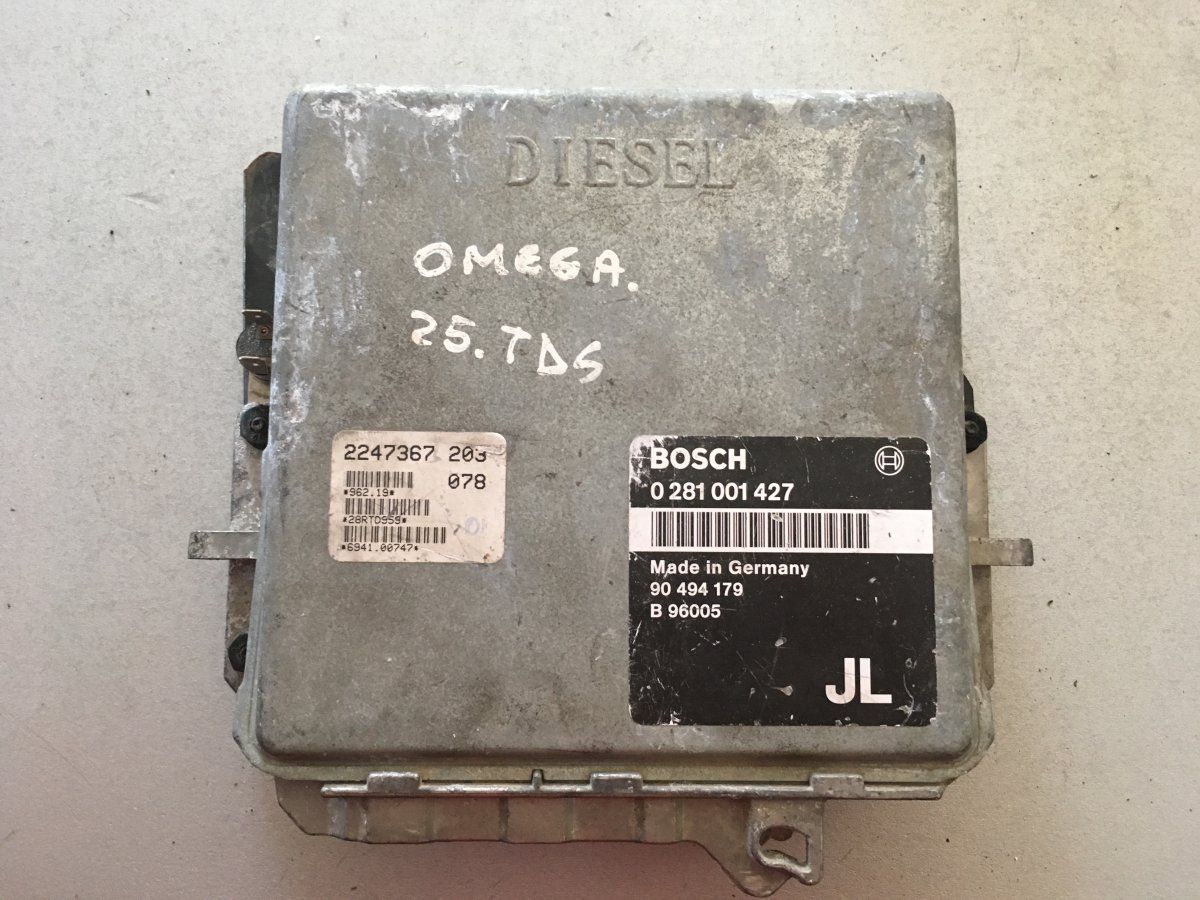 DIESEL
OMEGA.
25.TDS
2247367 203
078
*962.19*
*28RTD959*
*6941.00747*
BOSCH
0 281 001 427
Made in Germany
90 494 179
B 96005
JL